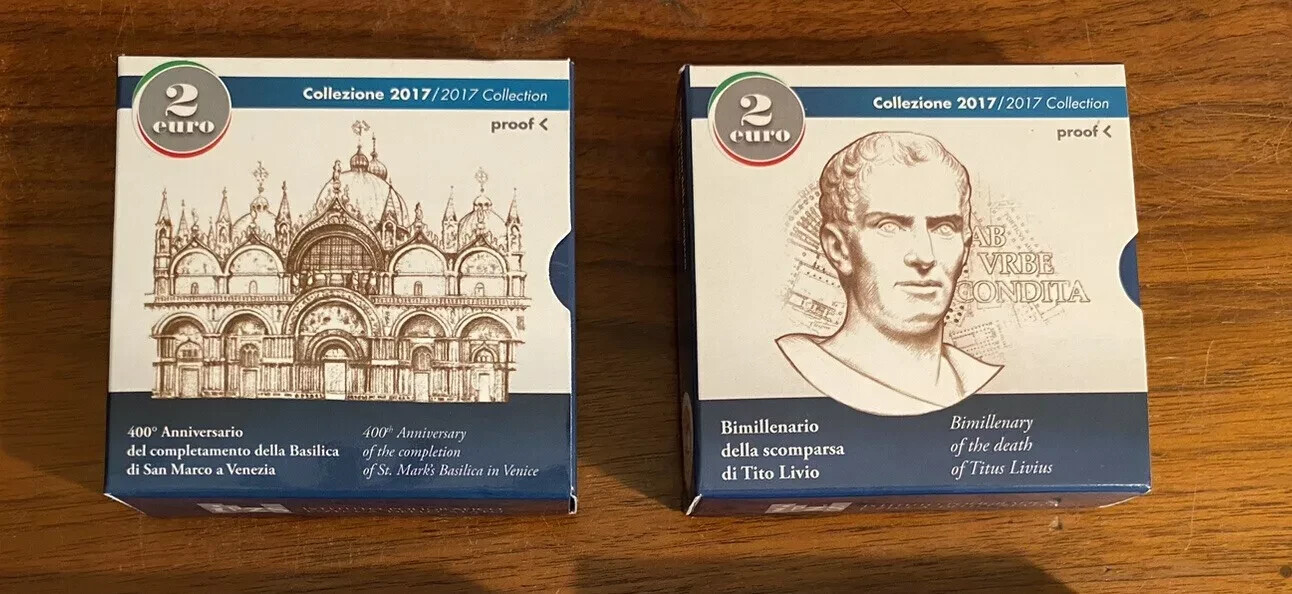 2
euro
Collezione 2017/2017 Collection
proof <
400° Anniversario
del completamento della Basilica
di San Marco a Venezia
400th Anniversary
of the completion
of St. Mark's Basilica in Venice
2
euro
Collezione 2017/2017 Collection
proof <
AB
VRBE
CONDITA
Bimillenario
della scomparsa
di Tito Livio
Bimillenary
of the death
of Titus Livius